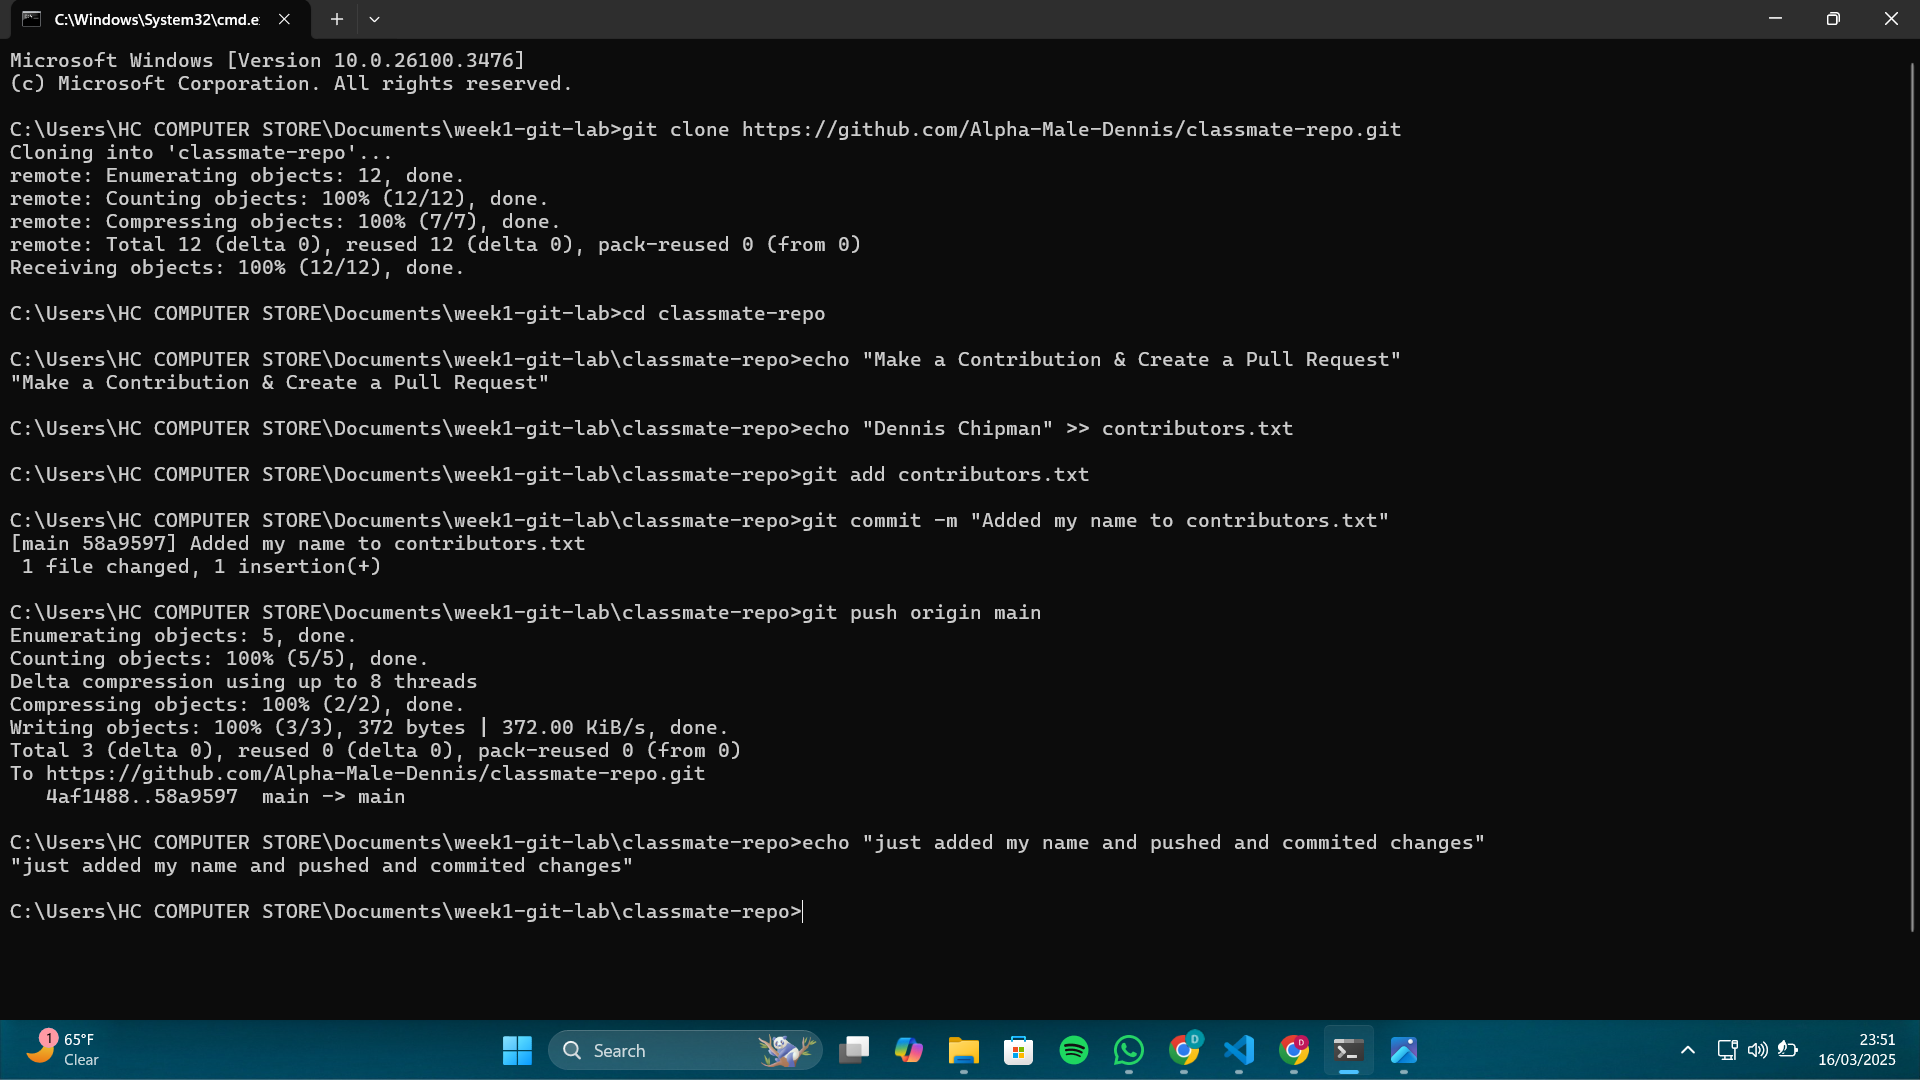 C:\Windows\System32\cmd.e
Microsoft Windows [Version 10.0.26100.3476]
(c) Microsoft Corporation. All rights reserved.
C:\Users\HC COMPUTER STORE\Documents\week1-git-lab>git clone https://github.com/Alpha-Male-Dennis/classmate-repo.git
Cloning into 'classmate-repo'...
remote: Enumerating objects: 12, done.
remote: Counting objects: 100% (12/12), done.
remote: Compressing objects: 100% (7/7), done.
remote: Total 12 (delta 0), reused 12 (delta 0), pack-reused 0 (from 0)
Receiving objects: 100% (12/12), done.
C:\Users\HC COMPUTER STORE\Documents\week1-git-lab>cd classmate-repo
C:\Users\HC COMPUTER STORE\Documents\week1-git-lab\classmate-repo>echo "Make a Contribution & Create a Pull Request"
"Make a Contribution & Create a Pull Request"
C:\Users\HC COMPUTER STORE\Documents\week1-git-lab\classmate-repo>echo "Dennis Chipman" >> contributors.txt
C:\Users\HC COMPUTER STORE\Documents\week1-git-lab\classmate-repo>git add contributors.txt
C:\Users\HC COMPUTER STORE\Documents\week1-git-lab\classmate-repo>git commit -m "Added my name to contributors.txt"
[main 58a9597] Added my name to contributors.txt
1 file changed, 1 insertion(+)
C:\Users\HC COMPUTER STORE\Documents\week1-git-lab\classmate-repo>git push origin main
Enumerating objects: 5, done.
Counting objects: 100% (5/5), done.
Delta compression using up to 8 threads
Compressing objects: 100% (2/2), done.
Writing objects: 100% (3/3), 372 bytes | 372.00 KiB/s, done.
Total 3 (delta 0), reused 0 (delta 0), pack-reused 0 (from 0)
To https://github.com/Alpha-Male-Dennis/classmate-repo.git
4af1488..58a9597  main -> main
C:\Users\HC COMPUTER STORE\Documents\week1-git-lab\classmate-repo>echo "just added my name and pushed and commited changes"
"just added my name and pushed and commited changes"
C:\Users\HC COMPUTER STORE\Documents\week1-git-lab\classmate-repo>
1
65°F
Clear
Search
D
D
23:51
16/03/2025